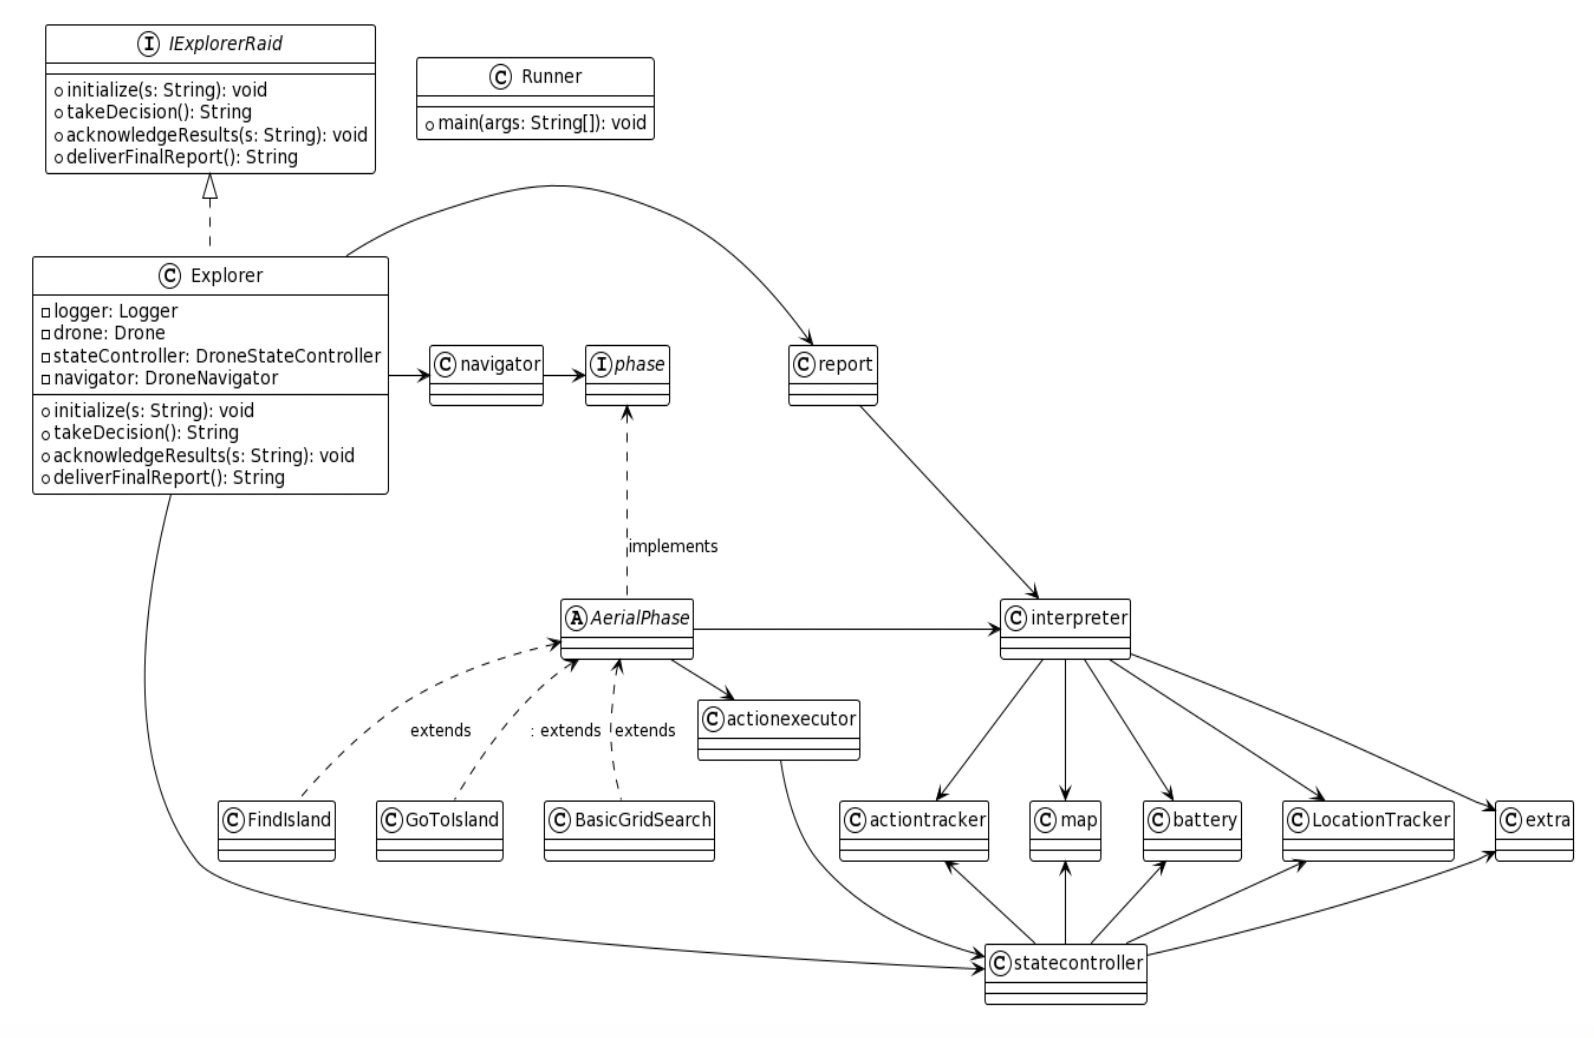 I IExplorerRaid
initialize(s: String): void
takeDecision(): String
acknowledgeResults(s: String): void
deliverFinalReport(): String
C Runner
main(args: String[]): void
C Explorer
logger: Logger
drone: Drone
stateController: DroneStateController
navigator: DroneNavigator
initialize(s: String): void
takeDecision(): String
acknowledgeResults(s: String): void
deliverFinalReport(): String
C navigator
I phase
C report
implements
A AerialPhase
C interpreter
extends
: extends
extends
C actionexecutor
C FindIsland
C GoToIsland
C BasicGridSearch
C actiontracker
C map
C battery
C LocationTracker
C extra
C statecontroller